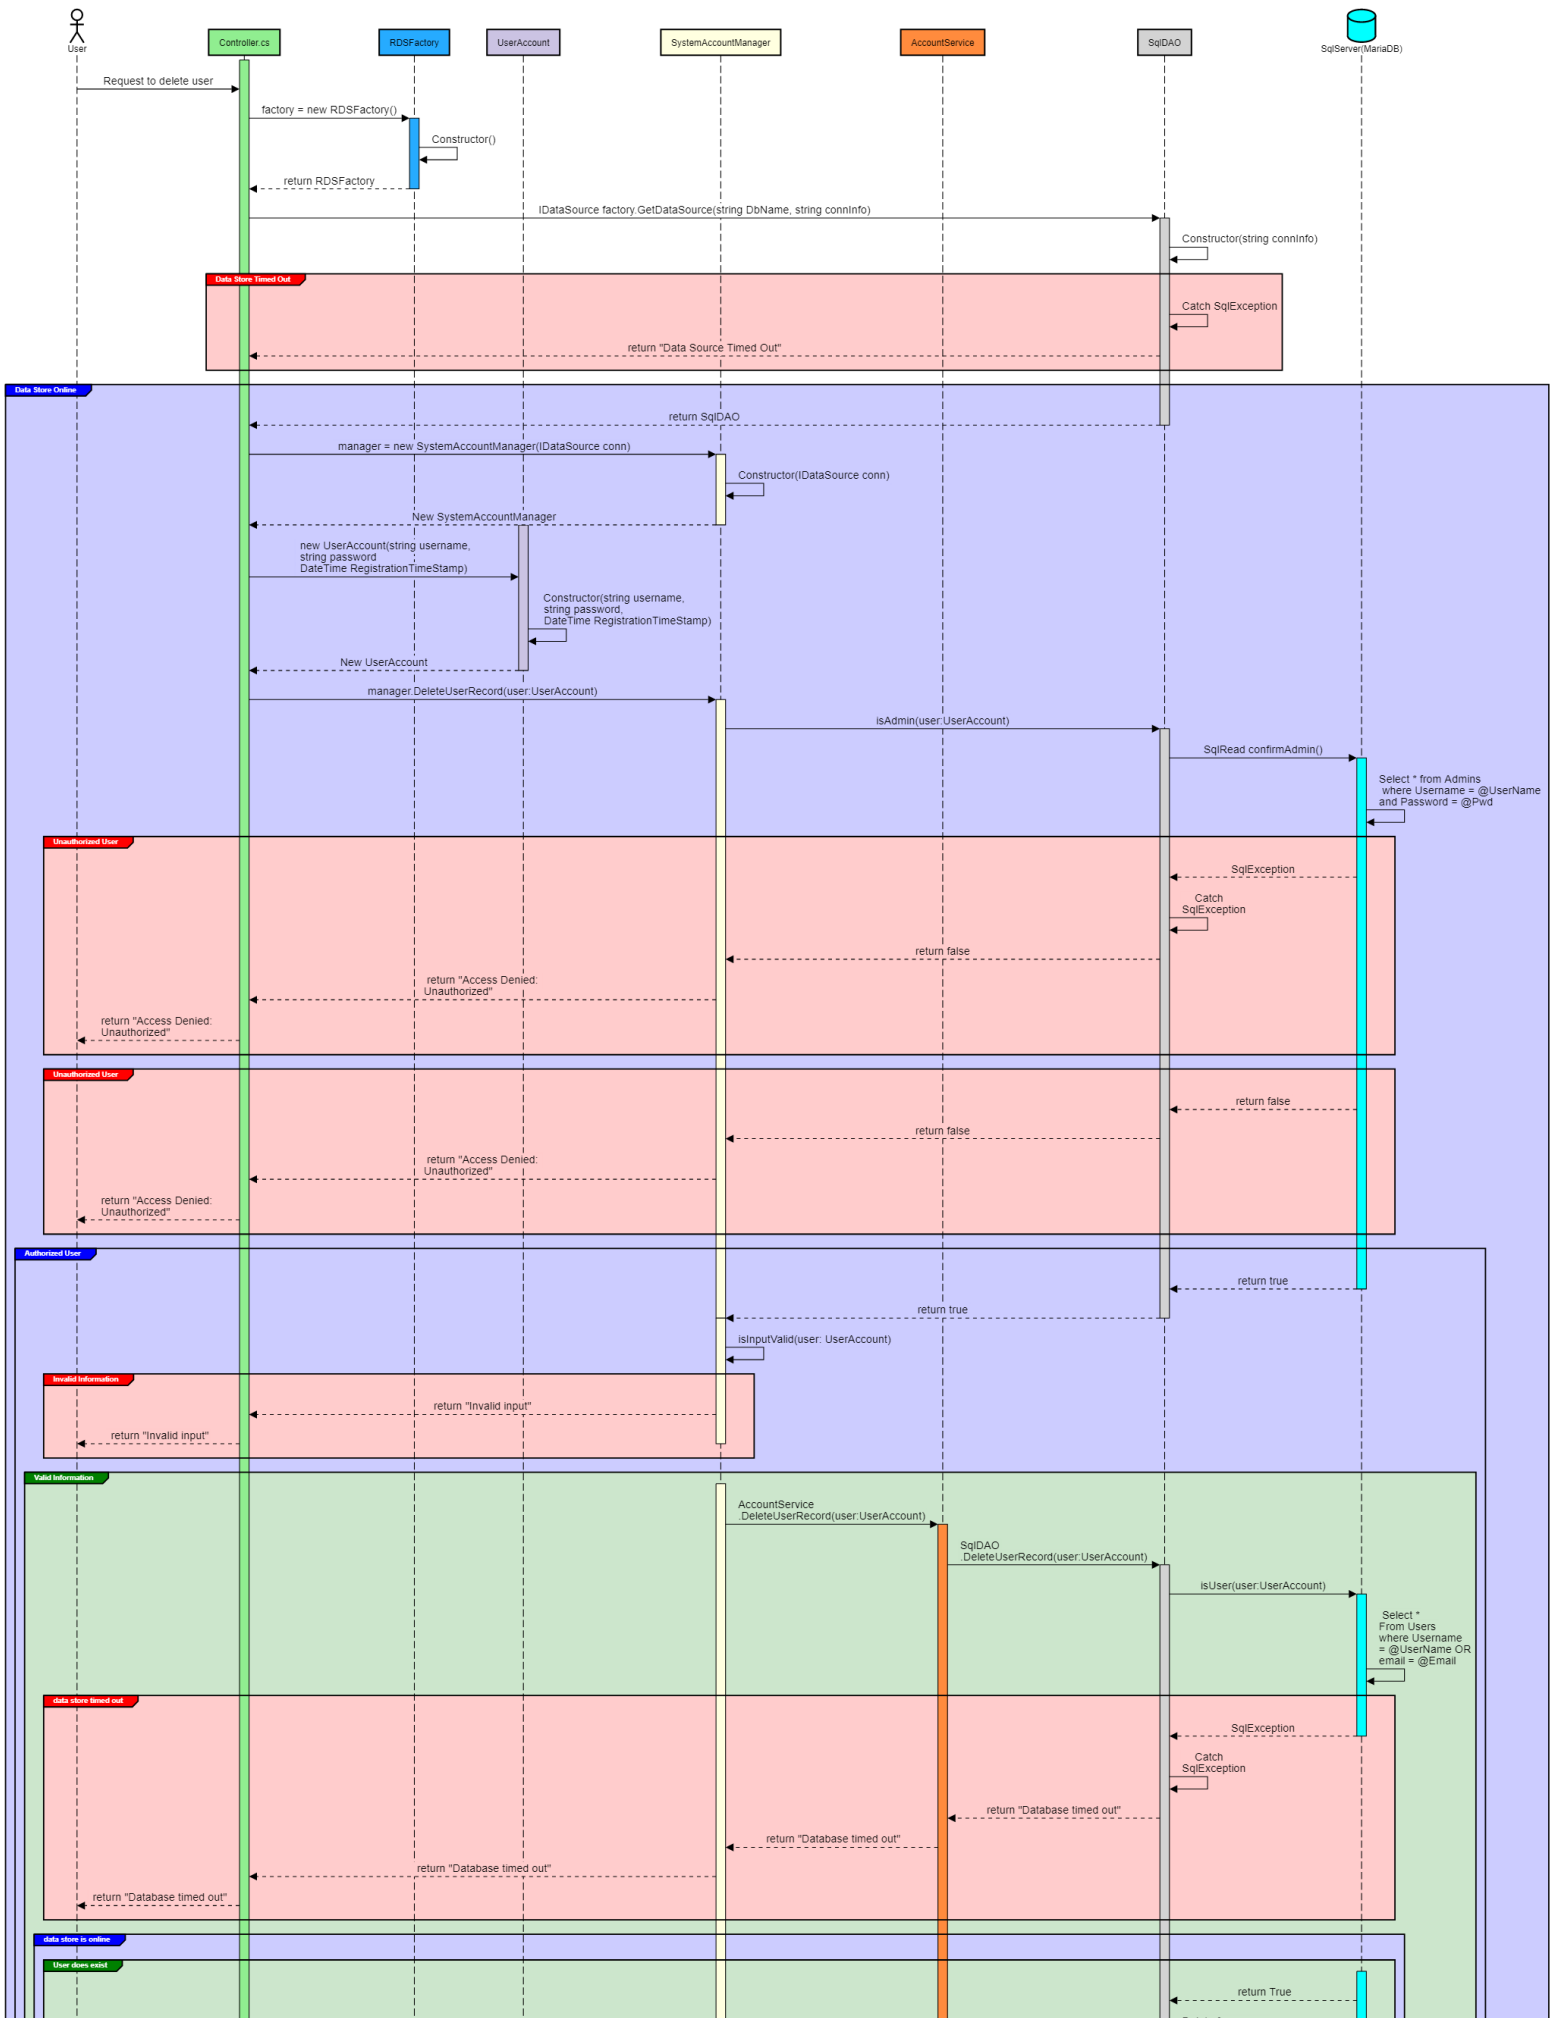 User
Controller.cs
RDSFactory
UserAccount
SystemAccountManager
AccountService
SqlDAO
SqlServer(MariaDB)
Request to delete user
factory = new RDSFactory()
Constructor()
return RDSFactory
IDataSource factory.GetDataSource(string DbName, string connInfo)
Constructor(string connInfo)
Data Store Timed Out
Catch SqlException
return "Data Source Timed Out"
Data Store Online
return SqlDAO
manager = new SystemAccountManager(IDataSource conn)
Constructor(IDataSource conn)
New SystemAccountManager
new UserAccount(string username,
string password
DateTime RegistrationTimeStamp)
Constructor(string username,
string password,
DateTime RegistrationTimeStamp)
New UserAccount
manager.DeleteUserRecord(user:UserAccount)
isAdmin(user:UserAccount)
SqlRead confirmAdmin()
Select * from Admins
where Username = @UserName
and Password = @Pwd
Unauthorized User
SqlException
Catch
SqlException
return false
return "Access Denied:
Unauthorized"
return "Access Denied:
Unauthorized"
Unauthorized User
return false
return false
return "Access Denied:
Unauthorized"
return "Access Denied:
Unauthorized"
Authorized User
return true
return true
isInputValid(user: UserAccount)
Invalid Information
return "Invalid input"
return "Invalid input"
Valid Information
AccountService
.DeleteUserRecord(user:UserAccount)
SqlDAO
.DeleteUserRecord(user:UserAccount)
isUser(user:UserAccount)
Select *
From Users
where Username
= @UserName OR
email = @Email
data store timed out
SqlException
Catch
SqlException
return "Database timed out"
return "Database timed out"
return "Database timed out"
return "Database timed out"
data store is online
User does exist
return True